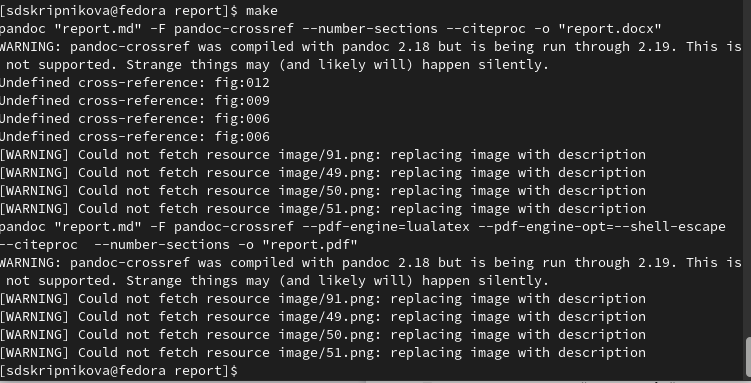 [sdskripnikova@fedora report]$ make
pandoc "report.md" -F pandoc-crossref --number-sections --citeproc -o "report.docx"
WARNING: pandoc-crossref was compiled with pandoc 2.18 but is being run through 2.19. This is
 not supported. Strange things may (and likely will) happen silently.
Undefined cross-reference: fig:012
Undefined cross-reference: fig:009
Undefined cross-reference: fig:006
Undefined cross-reference: fig:006
[WARNING] Could not fetch resource image/91.png: replacing image with description
[WARNING] Could not fetch resource image/49.png: replacing image with description
[WARNING] Could not fetch resource image/50.png: replacing image with description
[WARNING] Could not fetch resource image/51.png: replacing image with description
pandoc "report.md" -F pandoc-crossref --pdf-engine=lualatex --pdf-engine-opt=--shell-escape
--citeproc  --number-sections -o "report.pdf"
WARNING: pandoc-crossref was compiled with pandoc 2.18 but is being run through 2.19. This is
 not supported. Strange things may (and likely will) happen silently.
[WARNING] Could not fetch resource image/91.png: replacing image with description
[WARNING] Could not fetch resource image/49.png: replacing image with description
[WARNING] Could not fetch resource image/50.png: replacing image with description
[WARNING] Could not fetch resource image/51.png: replacing image with description
[sdskripnikova@fedora report]$